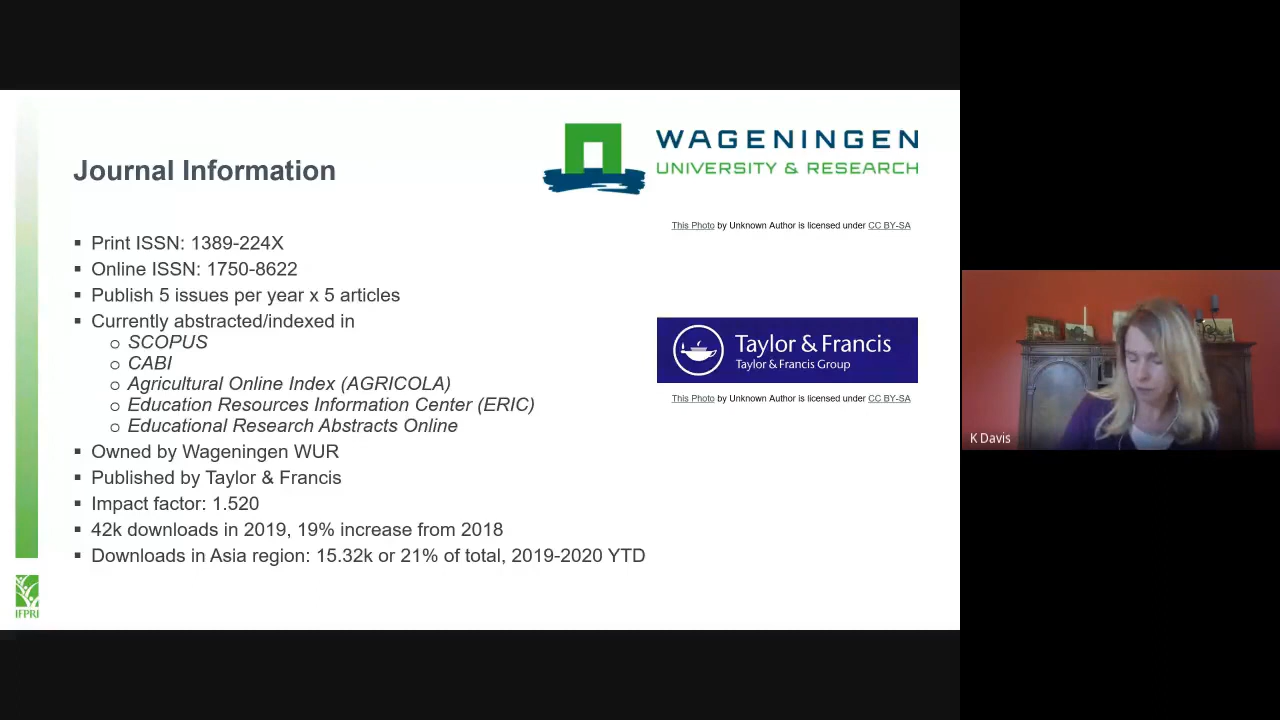 WAGENINGEN
UNIVERSITY & RESEARCH
Journal Information
This Photo by Unknown Author is licensed under CC BY-SA
▪ Print ISSN: 1389-224X
▪ Online ISSN: 1750-8622
▪ Publish 5 issues per year x 5 articles
▪ Currently abstracted/indexed in
o SCOPUS
o CABI
o Agricultural Online Index (AGRICOLA)
o Education Resources Information Center (ERIC)
o Educational Research Abstracts Online
▪ Owned by Wageningen WUR
▪ Published by Taylor & Francis
▪ Impact factor: 1.520
▪ 42k downloads in 2019, 19% increase from 2018
▪ Downloads in Asia region: 15.32k or 21% of total, 2019-2020 YTD
Taylor & Francis
Taylor & Francis Group
This Photo by Unknown Author is licensed under CC BY-SA
IFPRI
K Davis